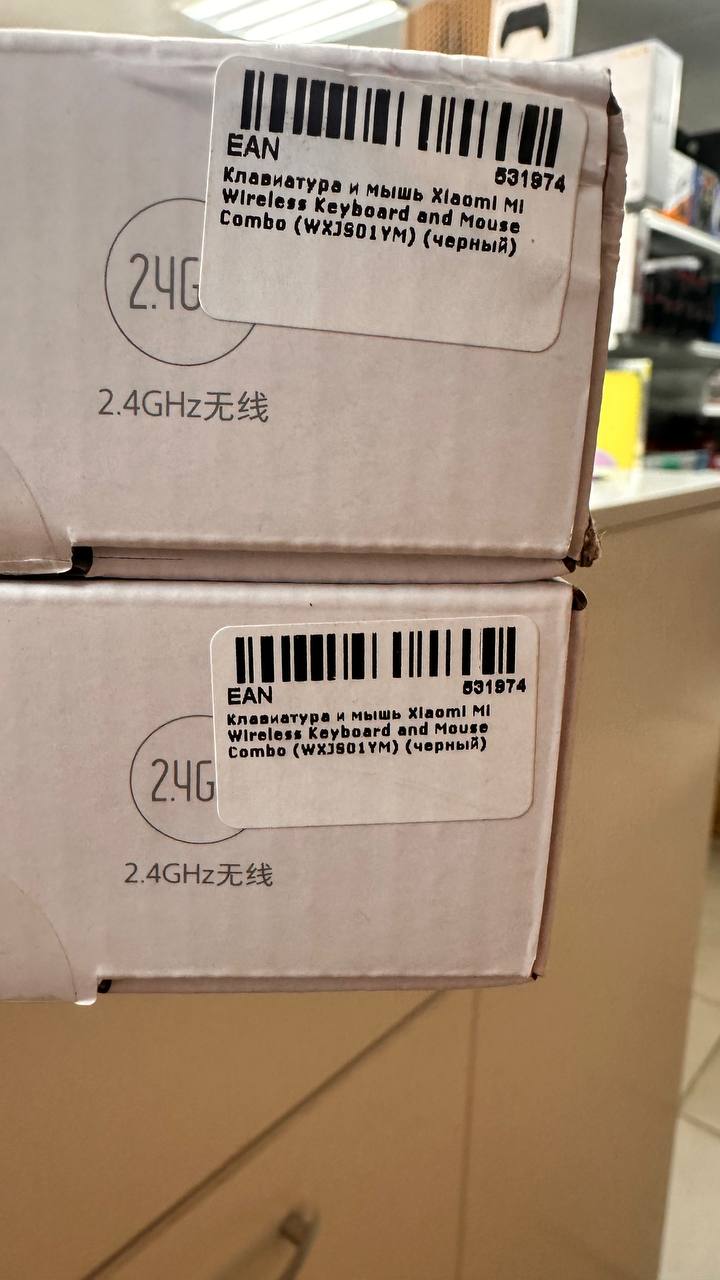 EAN
531974
Клавиатура и мышь Xiaomi Mi
Wireless Keyboard and Mouse
Combo (WXJS01YM) (черный)
2.4G
2.4GHz无线
EAN
531974
Клавиатура и мышь Xiaomi Mi
Wireless Keyboard and Mouse
Combo (WXJS01YM) (черный)
2.4G
2.4GHz无线